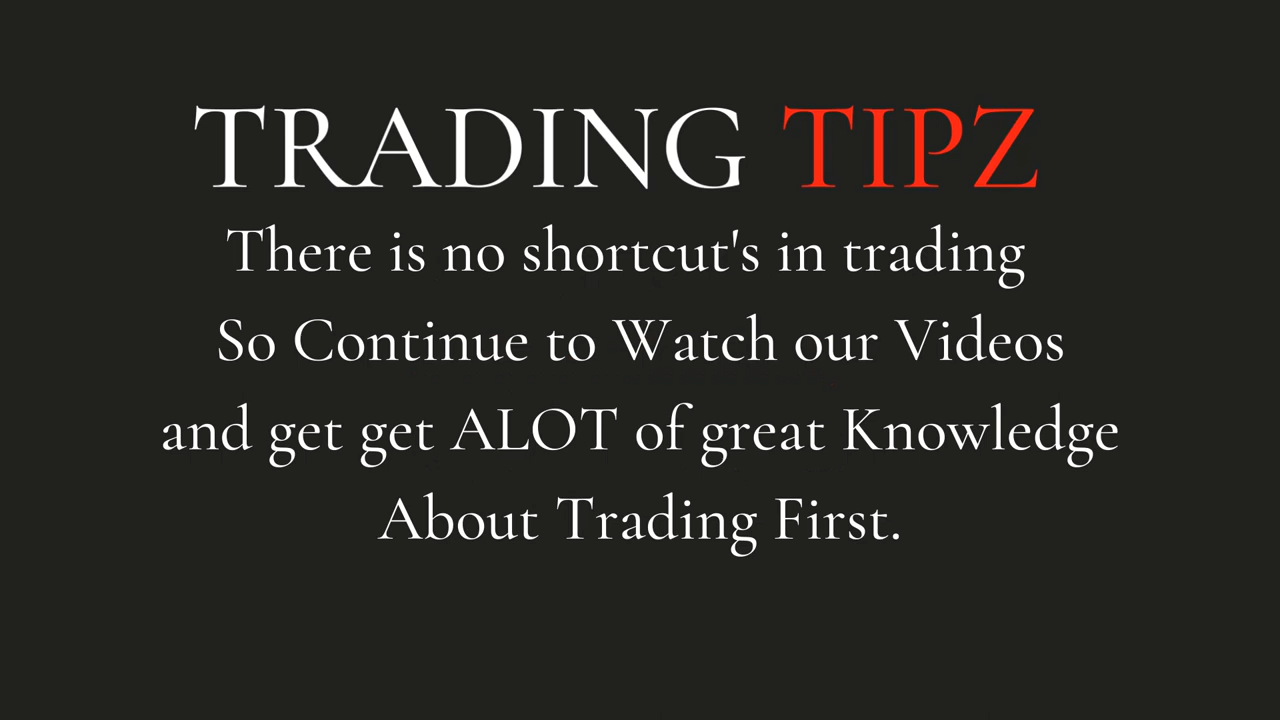 TRADING TIPZ
There is no shortcut's in trading
So Continue to Watch our Videos
and get get ALOT of great Knowledge
About Trading First.